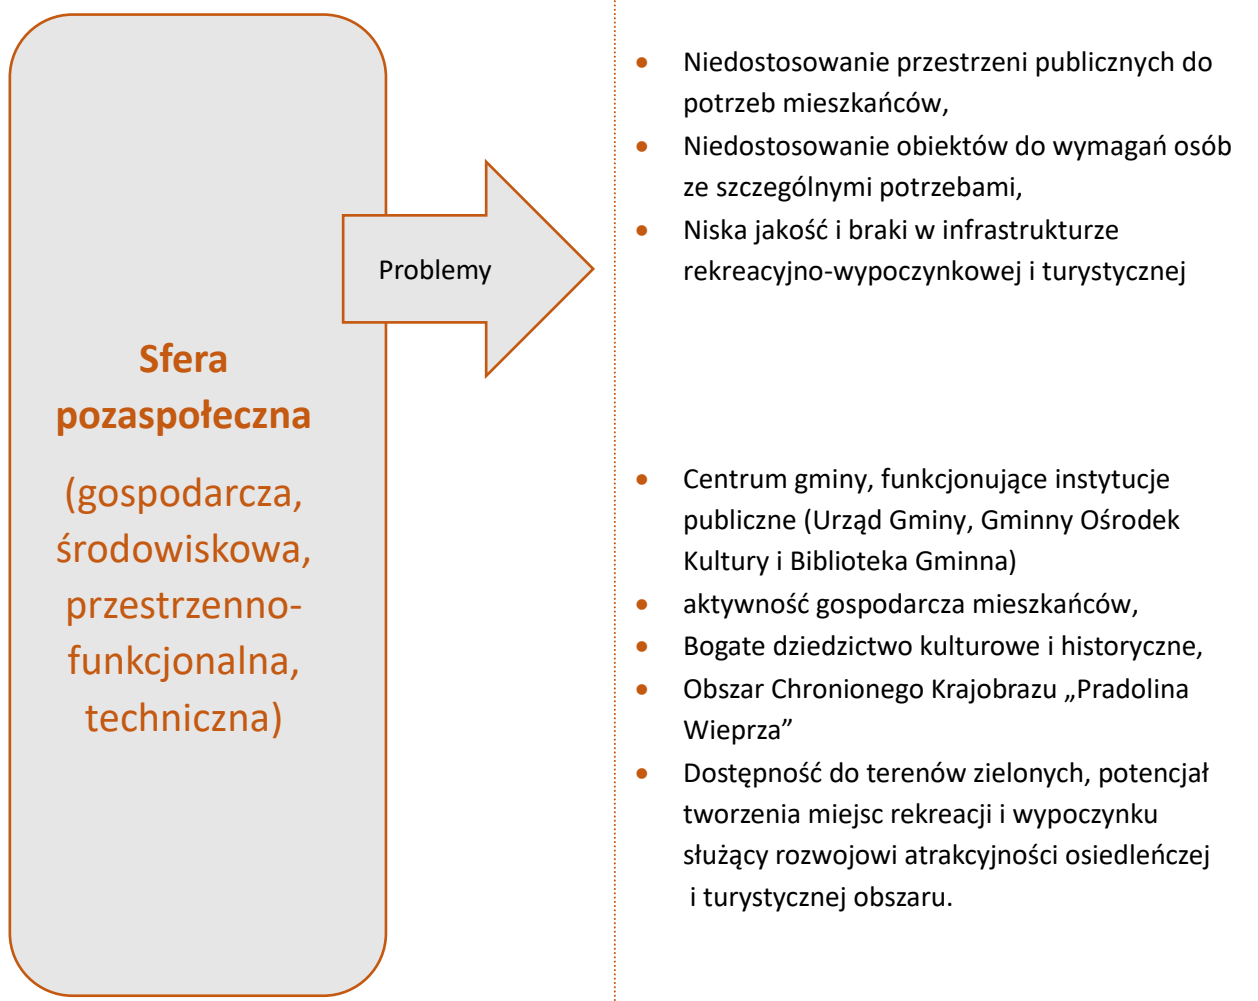 Sfera
pozaspołeczna
(gospodarcza,
środowiskowa,
przestrzenno-
funkcjonalna,
techniczna)
Problemy
• Niedostosowanie przestrzeni publicznych do
potrzeb mieszkańców,
• Niedostosowanie obiektów do wymagań osób
ze szczególnymi potrzebami,
• Niska jakość i braki w infrastrukturze
rekreacyjno-wypoczynkowej i turystycznej
• Centrum gminy, funkcjonujące instytucje
publiczne (Urząd Gminy, Gminny Ośrodek
Kultury i Biblioteka Gminna)
• aktywność gospodarcza mieszkańców,
• Bogate dziedzictwo kulturowe i historyczne,
• Obszar Chronionego Krajobrazu „Pradolina
Wieprza”
• Dostępność do terenów zielonych, potencjał
tworzenia miejsc rekreacji i wypoczynku
służący rozwojowi atrakcyjności osiedleńczej
i turystycznej obszaru.